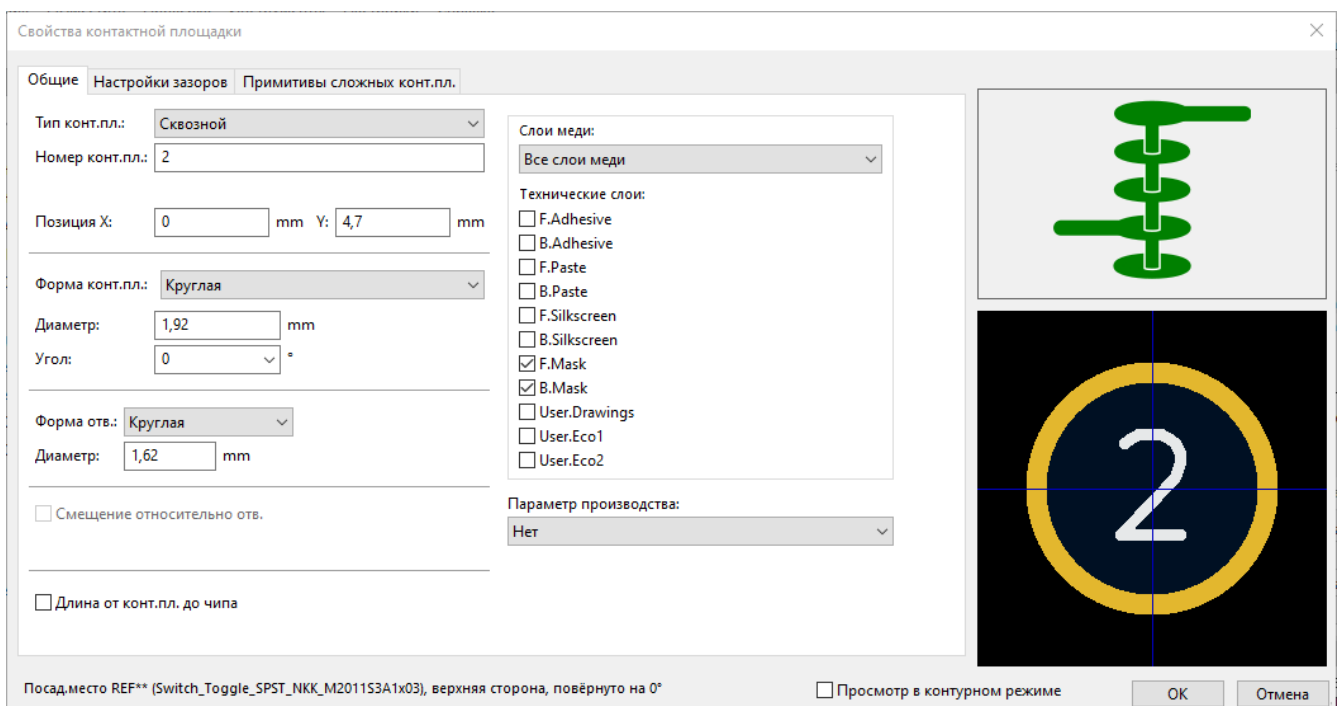 Свойства контактной площадки
Общие Настройки зазоров Примитивы сложных конт.пл.
Тип конт.пл.: Сквозной
Номер конт.пл.: 2
Позиция X: 0 mm Y: 4,7 mm
Форма конт.пл.: Круглая
Диаметр: 1,92 mm
Угол: 0 °
Форма отв.: Круглая
Диаметр: 1,62 mm
Смещение относительно отв.
Длина от конт.пл. до чипа
Слои меди:
Все слои меди
Технические слои:
F.Adhesive
B.Adhesive
F.Paste
B.Paste
F.Silkscreen
B.Silkscreen
F.Mask
B.Mask
User.Drawings
User.Eco1
User.Eco2
Параметр производства:
Нет
2
Посад.место REF** (Switch_Toggle_SPST_NKK_M2011S3A1x03), верхняя сторона, повёрнуто на 0°
Просмотр в контурном режиме
OK Отмена